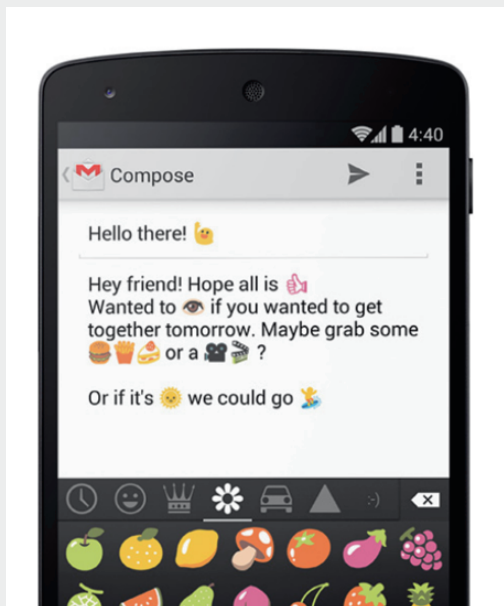 4:40
Compose
Hello there! 🙋
Hey friend! Hope all is 👍
Wanted to 👁 if you wanted to get
together tomorrow. Maybe grab some
🍔🍟🍰 or a 🎥🎬 ?
Or if it's 🌞 we could go 🏄
:-)